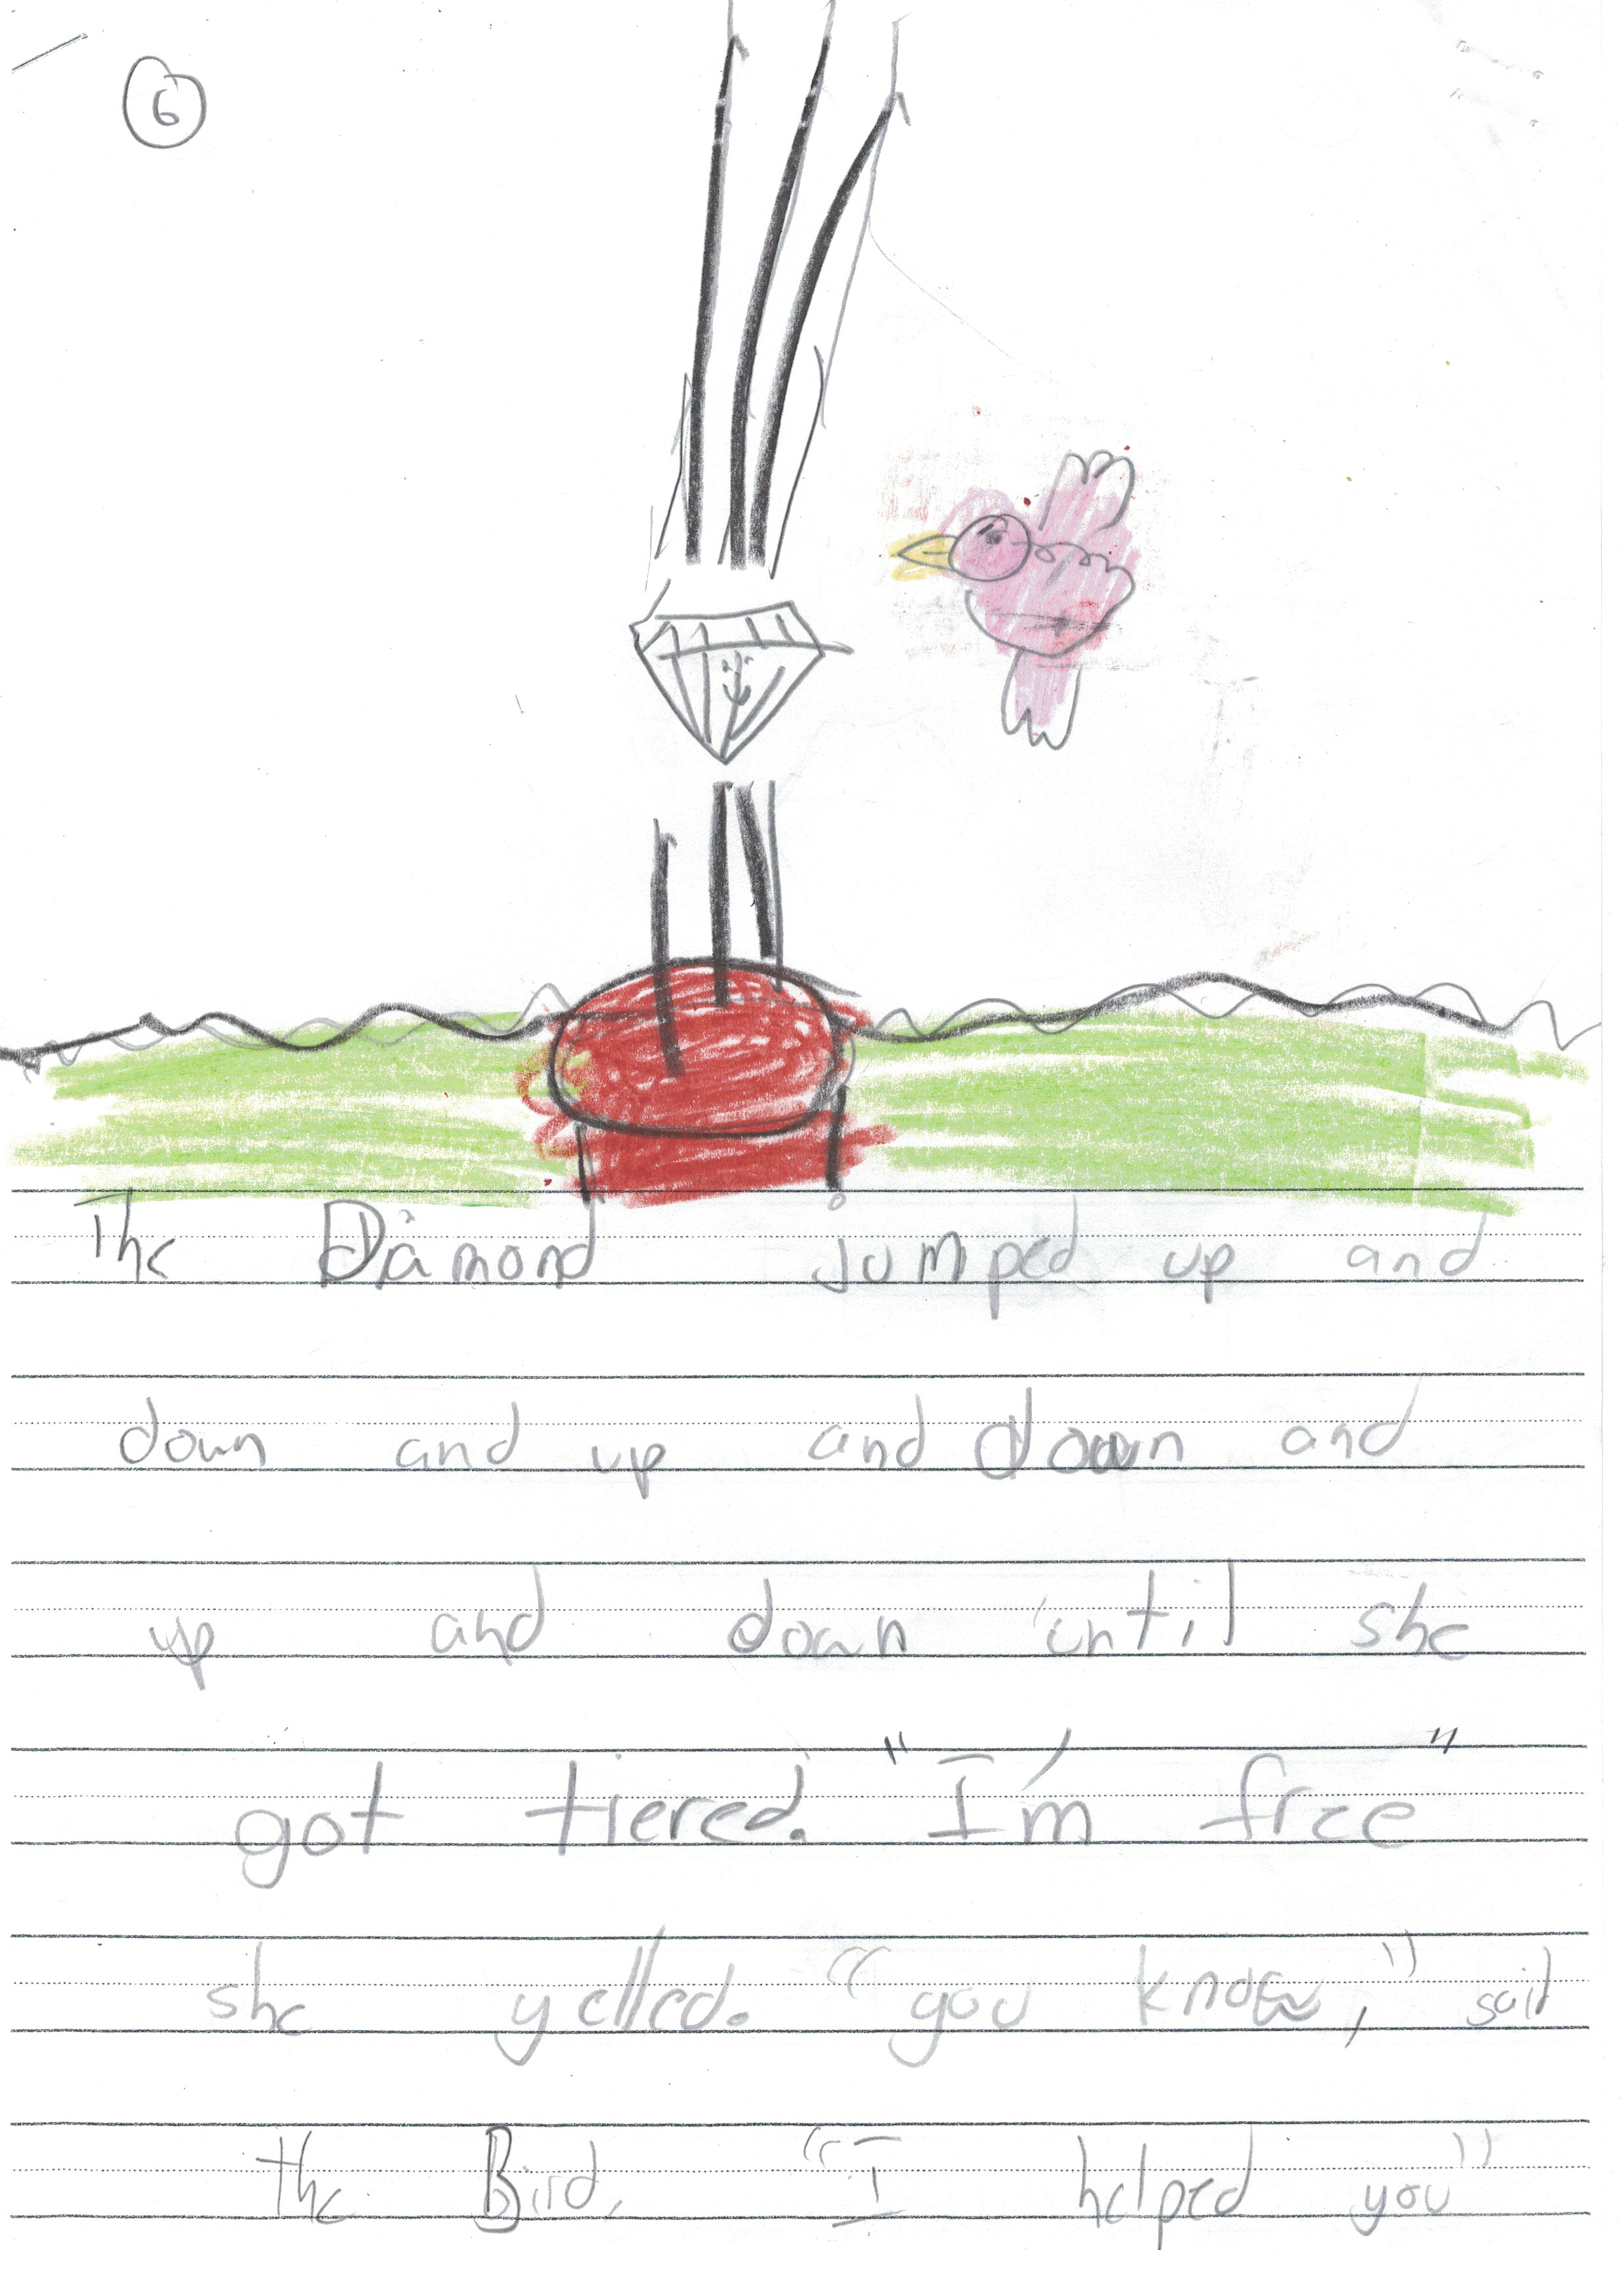 6
The Diamond jumped up and
down and up and down and
up and down until she
got tiered. "I'm free"
she yelled. "you know," said
the Bird, "I helped you"